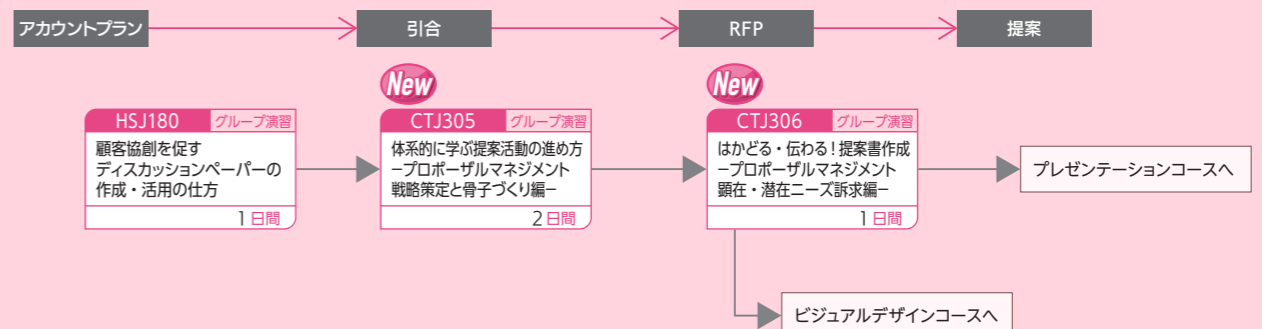 アカウントプラン
引合
RFP
提案
New
New
HSJ180 グループ演習
顧客協創を促す
ディスカッションペーパーの
作成・活用の仕方
1日間
CTJ305 グループ演習
体系的に学ぶ提案活動の進め方
−プロポーザルマネジメント
戦略策定と骨子づくり編−
2日間
CTJ306 グループ演習
はかどる・伝わる!提案書作成
−プロポーザルマネジメント
顕在・潜在ニーズ訴求編−
1日間
プレゼンテーションコースへ
ビジュアルデザインコースへ